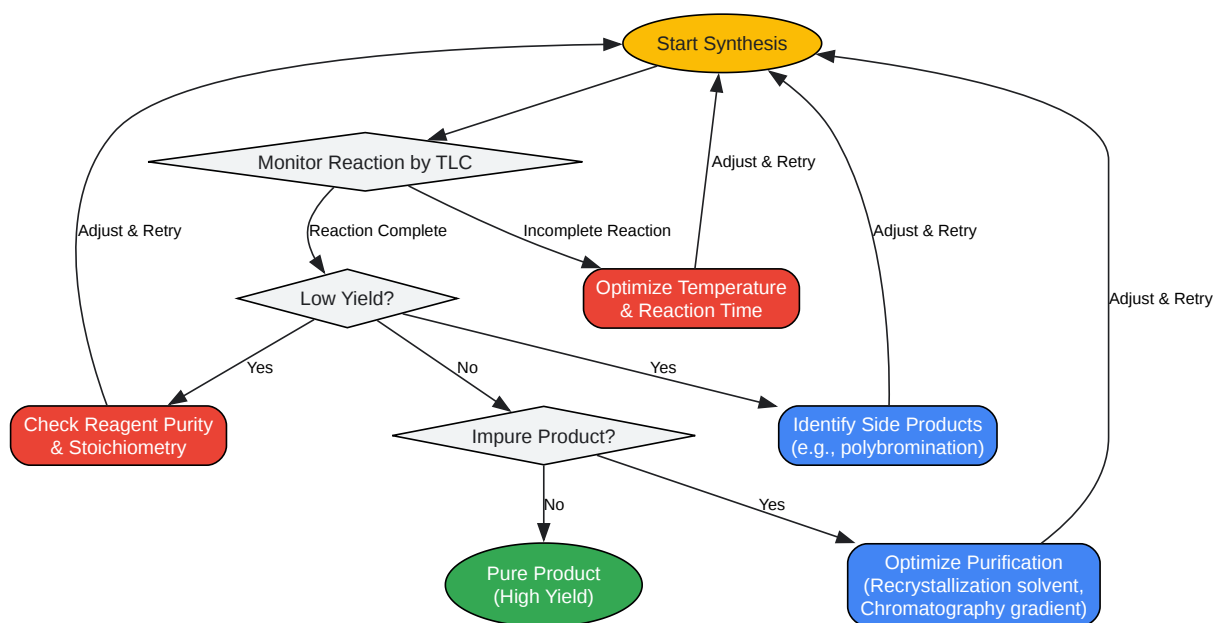 Start Synthesis
Monitor Reaction by TLC
Adjust & Retry
Adjust & Retry
Reaction Complete
Incomplete Reaction
Adjust & Retry
Low Yield?
Optimize Temperature
& Reaction Time
Adjust & Retry
Yes
No
Yes
Check Reagent Purity
& Stoichiometry
Impure Product?
Identify Side Products
(e.g., polybromination)
No
Yes
Pure Product
(High Yield)
Optimize Purification
(Recrystallization solvent,
Chromatography gradient)